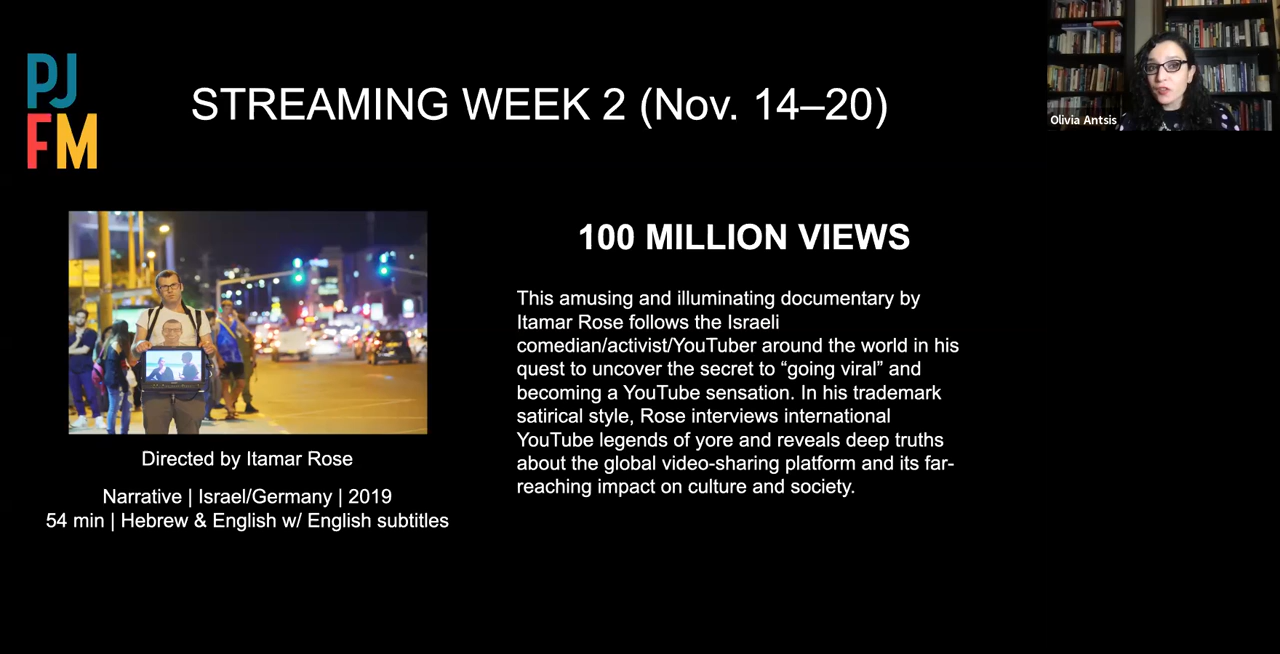 PJ
FM
STREAMING WEEK 2 (Nov. 14–20)
Olivia Antsis
100 MILLION VIEWS
This amusing and illuminating documentary by
Itamar Rose follows the Israeli
comedian/activist/YouTuber around the world in his
quest to uncover the secret to “going viral” and
becoming a YouTube sensation. In his trademark
satirical style, Rose interviews international
YouTube legends of yore and reveals deep truths
about the global video-sharing platform and its far-
reaching impact on culture and society.
Directed by Itamar Rose
Narrative | Israel/Germany | 2019
54 min | Hebrew & English w/ English subtitles